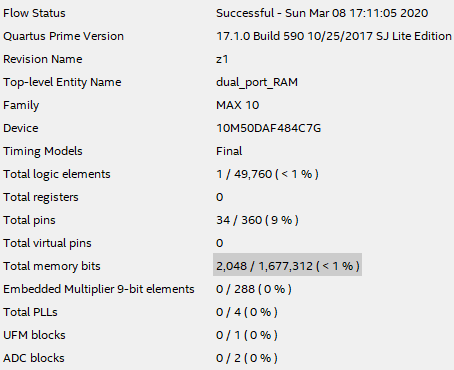 Flow Status Successful - Sun Mar 08 17:11:05 2020
Quartus Prime Version 17.1.0 Build 590 10/25/2017 SJ Lite Edition
Revision Name z1
Top-level Entity Name dual_port_RAM
Family MAX 10
Device 10M50DAF484C7G
Timing Models Final
Total logic elements 1 / 49,760 ( < 1 % )
Total registers 0
Total pins 34 / 360 ( 9 % )
Total virtual pins 0
Total memory bits 2,048 / 1,677,312 ( < 1 % )
Embedded Multiplier 9-bit elements 0 / 288 ( 0 % )
Total PLLs 0 / 4 ( 0 % )
UFM blocks 0 / 1 ( 0 % )
ADC blocks 0 / 2 ( 0 % )